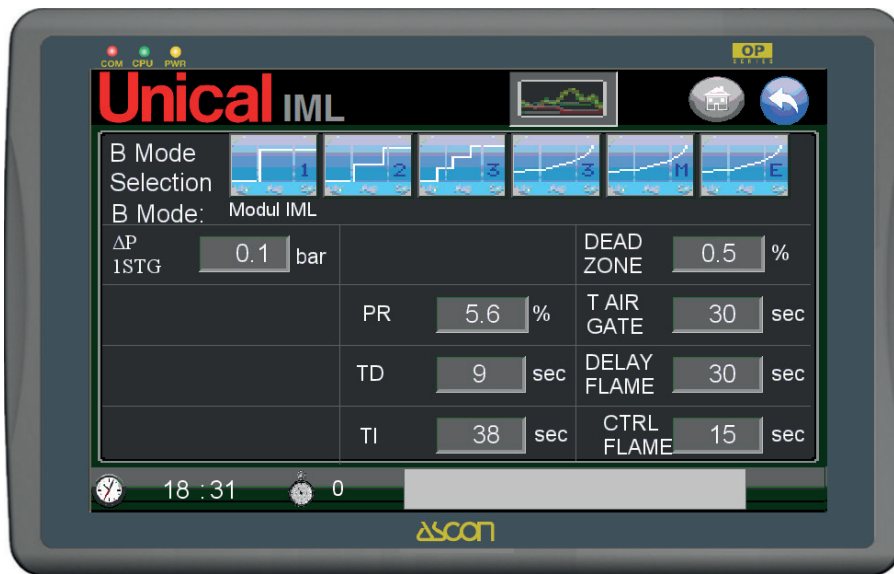 COM CPU PWR
OP
SERIES
Unical IML
B Mode
Selection
1 2 3 3 M E
B Mode: Modul IML
ΔP
1STG 0.1 bar
DEAD
ZONE 0.5 %
PR 5.6 %
T AIR
GATE 30 sec
TD 9 sec
DELAY
FLAME 30 sec
TI 38 sec
CTRL
FLAME 15 sec
18 : 31 0
ASCON